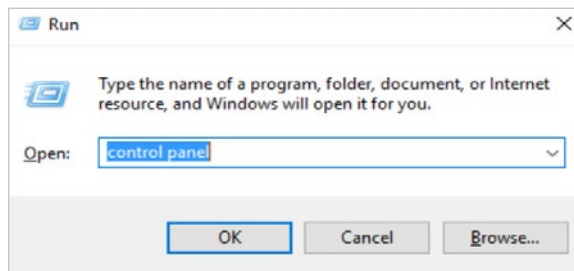 Run
Type the name of a program, folder, document, or Internet
resource, and Windows will open it for you.
Open: control panel
OK Cancel Browse...